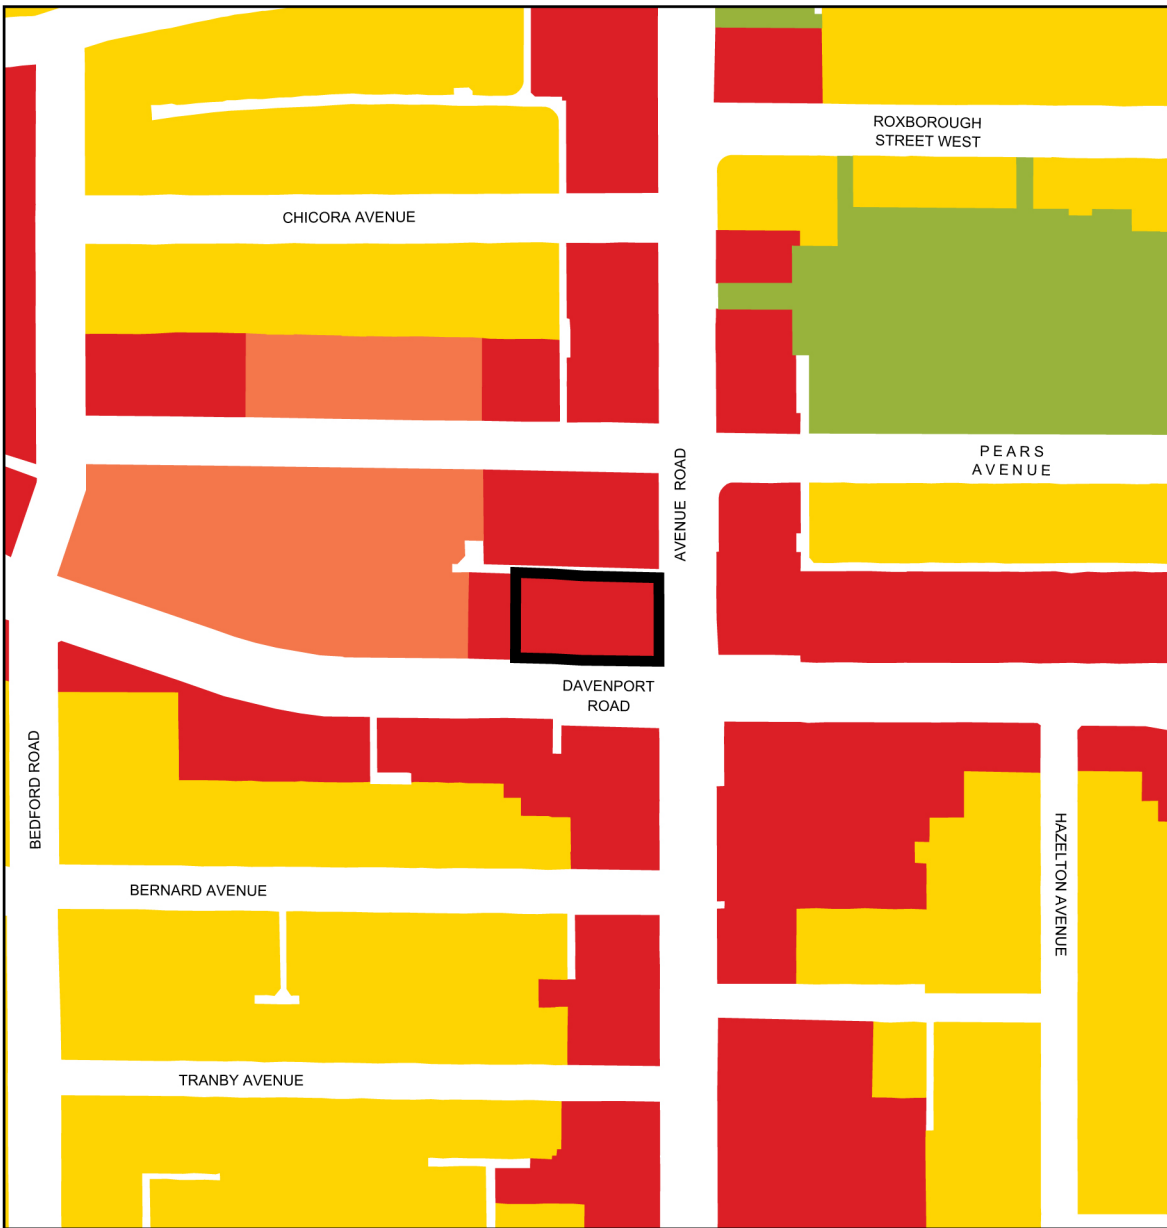 ROXBOROUGH
STREET WEST
CHICORA AVENUE
PEARS
AVENUE
AVENUE ROAD
DAVENPORT
ROAD
BEDFORD ROAD
HAZELTON AVENUE
BERNARD AVENUE
TRANBY AVENUE